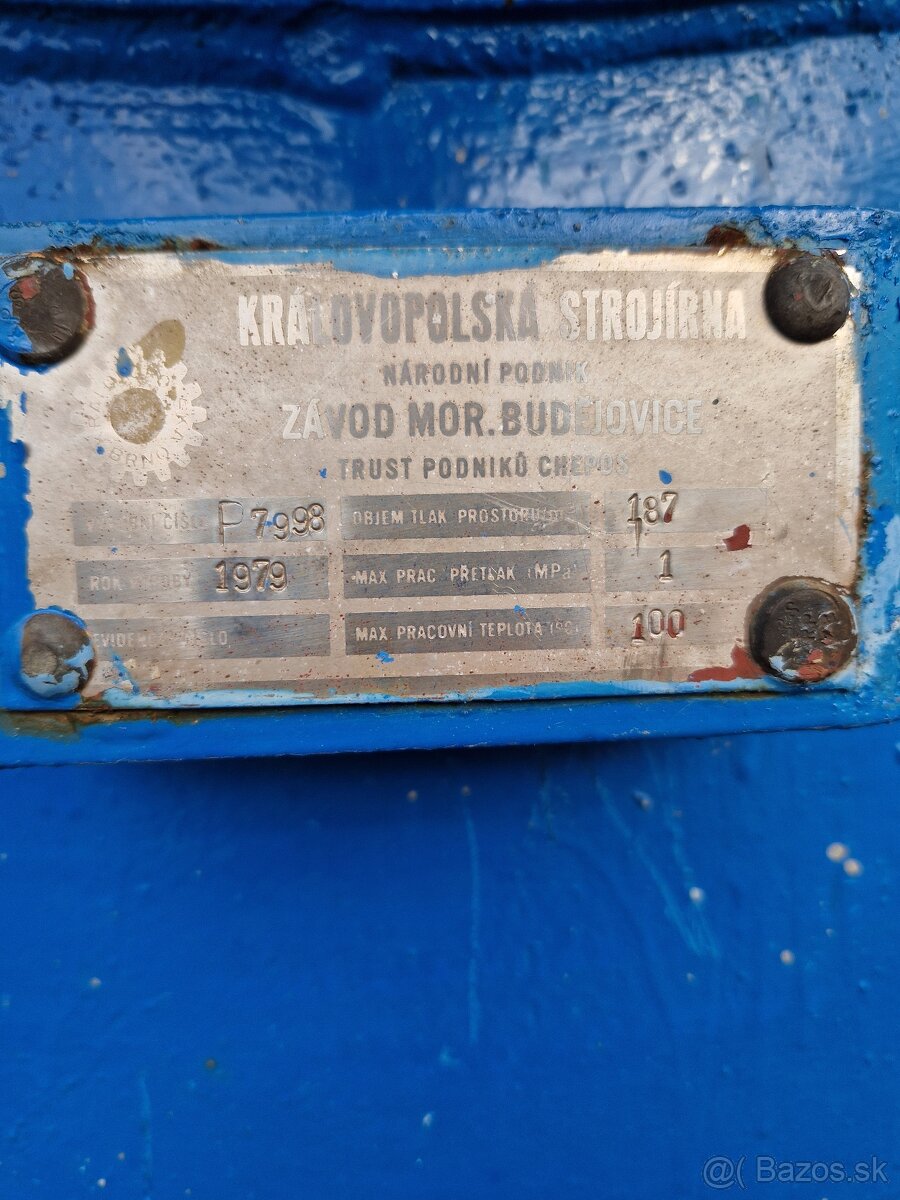 KRÁLOVOPOLSKÁ STROJÍRNA
NÁRODNÍ PODNIK
ZÁVOD MOR. BUDĚJOVICE
TRUST PODNIKŮ CHEPOS
BRNO
P 7998
OBJEM TLAK PROSTORU
187
ROK VÝROBY 1979
MAX PRAC PŘETLAK (MPa)
1
MAX PRACOVNÍ TEPLOTA (°C)
100
@( Bazos.sk